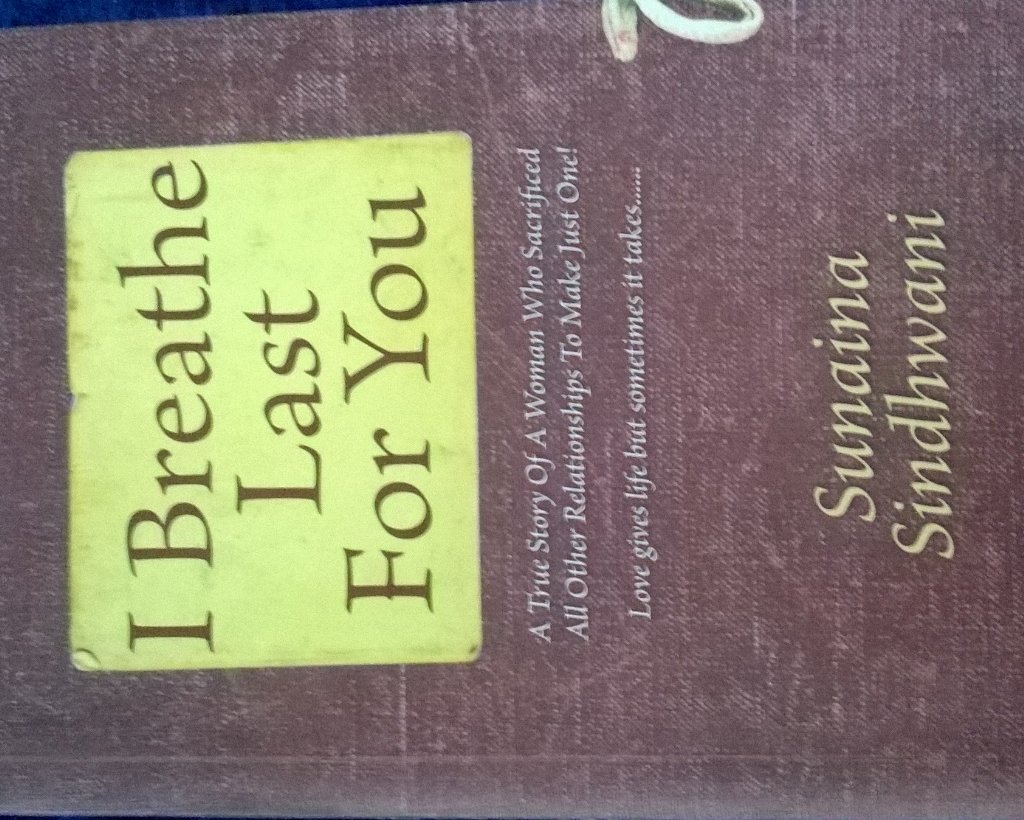 I Breathe
Last
For You
A True Story Of A Woman Who Sacrificed
All Other Relationships To Make Just One!
Love gives life but sometimes it takes......
Sunaina
Sindhwani